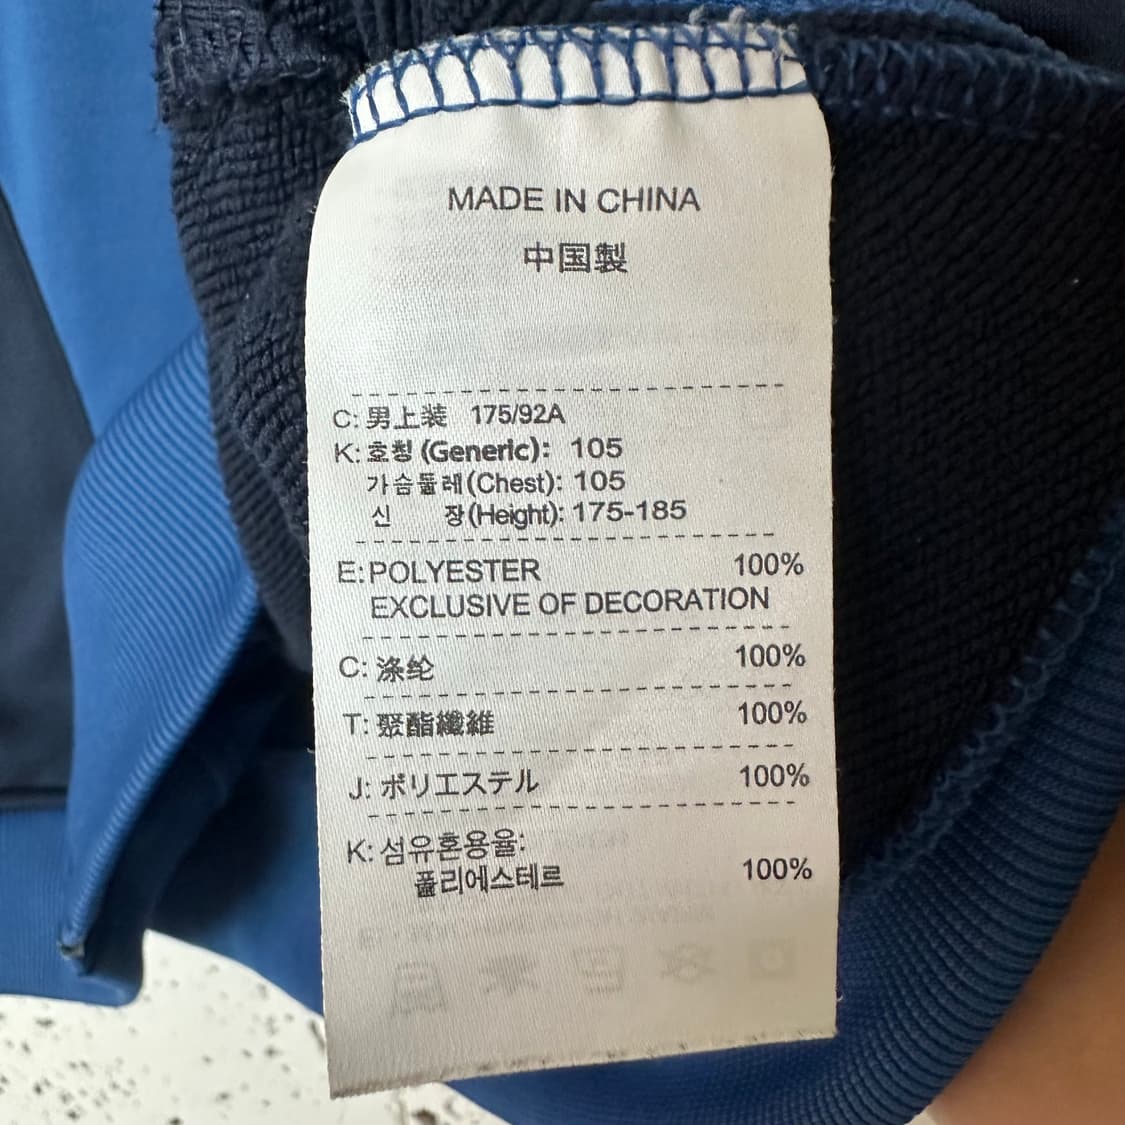 MADE IN CHINA
中国製
C: 男上装 175/92A
K: 호칭 (Generic): 105
가슴둘레(Chest): 105
신 장(Height): 175-185
E: POLYESTER 100%
EXCLUSIVE OF DECORATION
C: 涤纶 100%
T: 聚酯纖維 100%
J: ポリエステル 100%
K: 섬유혼용율:
폴리에스테르 100%